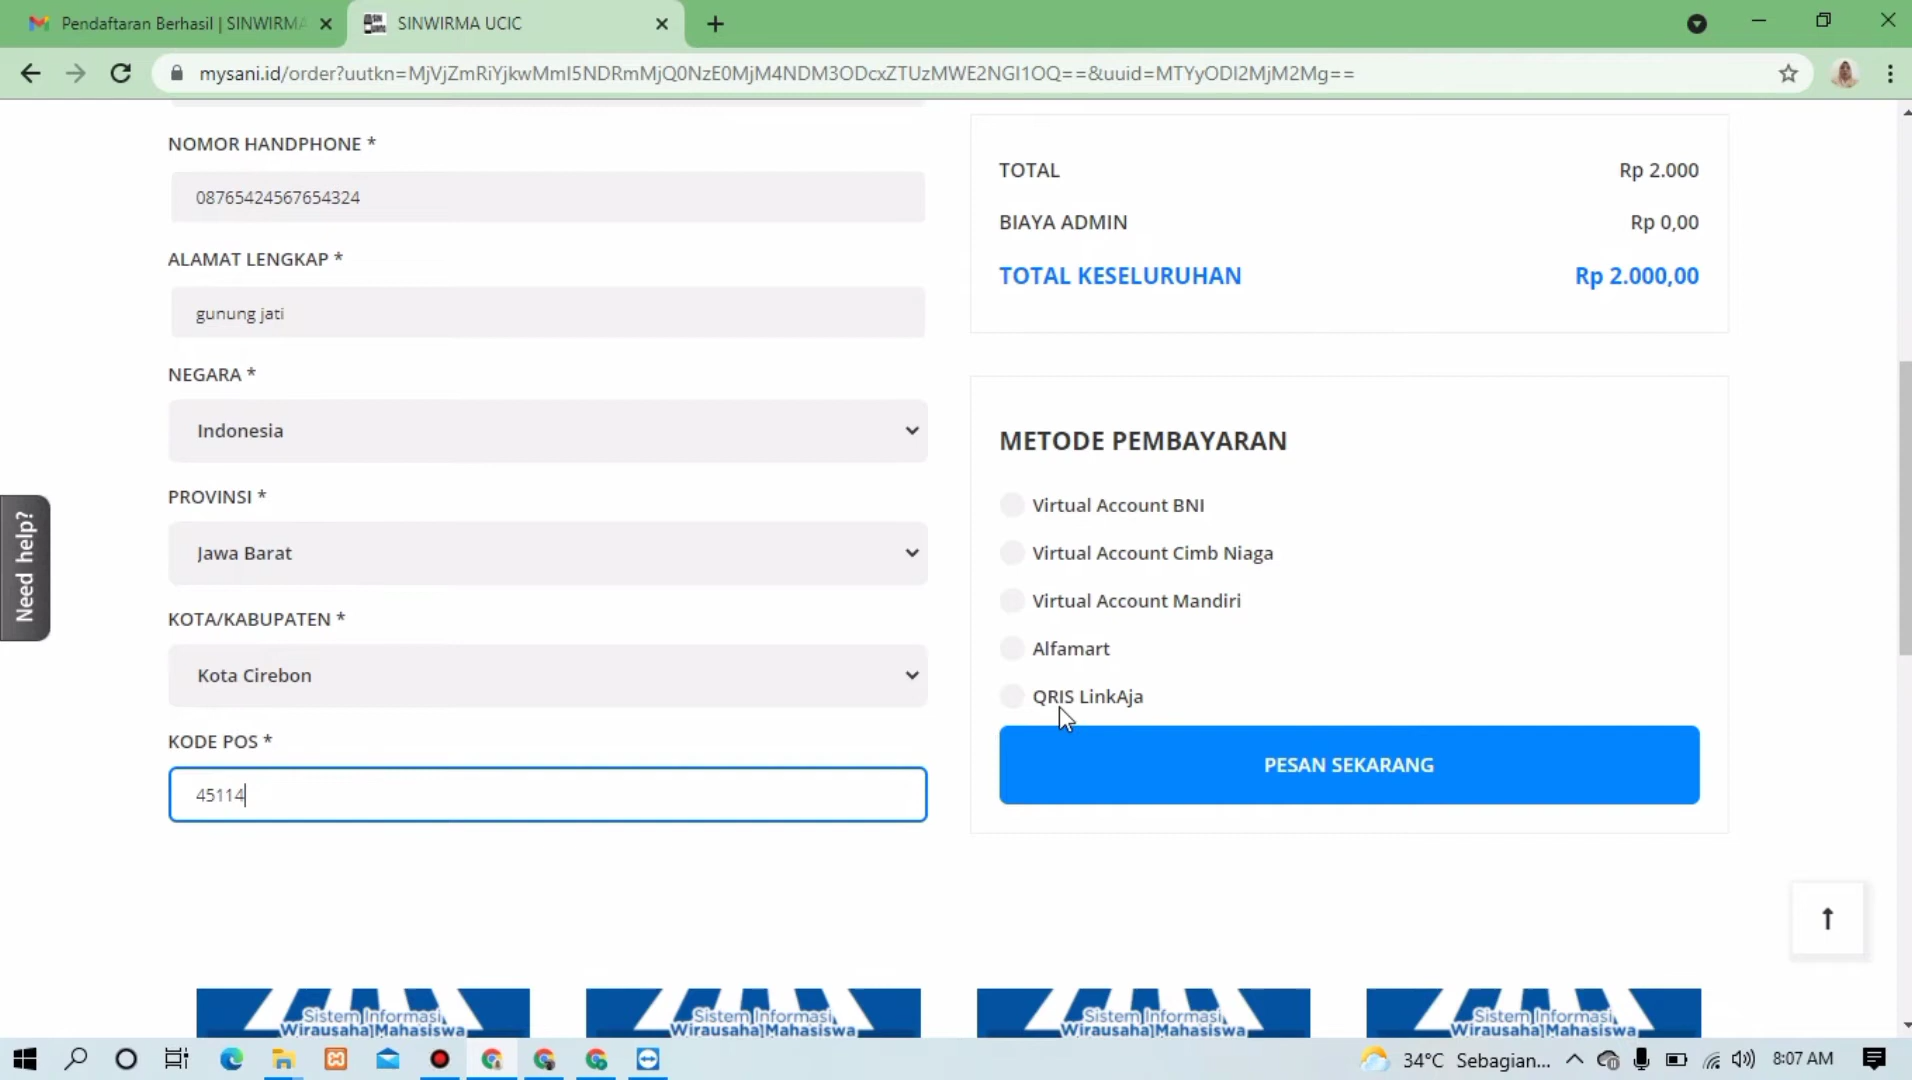 Pendaftaran Berhasil | SINWIRMA
SINWIRMA UCIC
mysani.id/order?uutkn=MjVjZmRiYjkwMmI5NDRmMjQ0NzE0MjM4NDM3ODcxZTUzMWE2NGI1OQ==&uuid=MTYyODI2MjM2Mg==
NOMOR HANDPHONE *
08765424567654324
ALAMAT LENGKAP *
gunung jati
NEGARA *
Indonesia
PROVINSI *
Jawa Barat
KOTA/KABUPATEN *
Kota Cirebon
KODE POS *
45114
TOTAL Rp 2.000
BIAYA ADMIN Rp 0,00
TOTAL KESELURUHAN Rp 2.000,00
METODE PEMBAYARAN
Virtual Account BNI
Virtual Account Cimb Niaga
Virtual Account Mandiri
Alfamart
QRIS LinkAja
PESAN SEKARANG
Need help?
Sistem Informasi
Wirausaha Mahasiswa
Sistem Informasi
Wirausaha Mahasiswa
Sistem Informasi
Wirausaha Mahasiswa
Sistem Informasi
Wirausaha Mahasiswa
34°C Sebagian...
8:07 AM